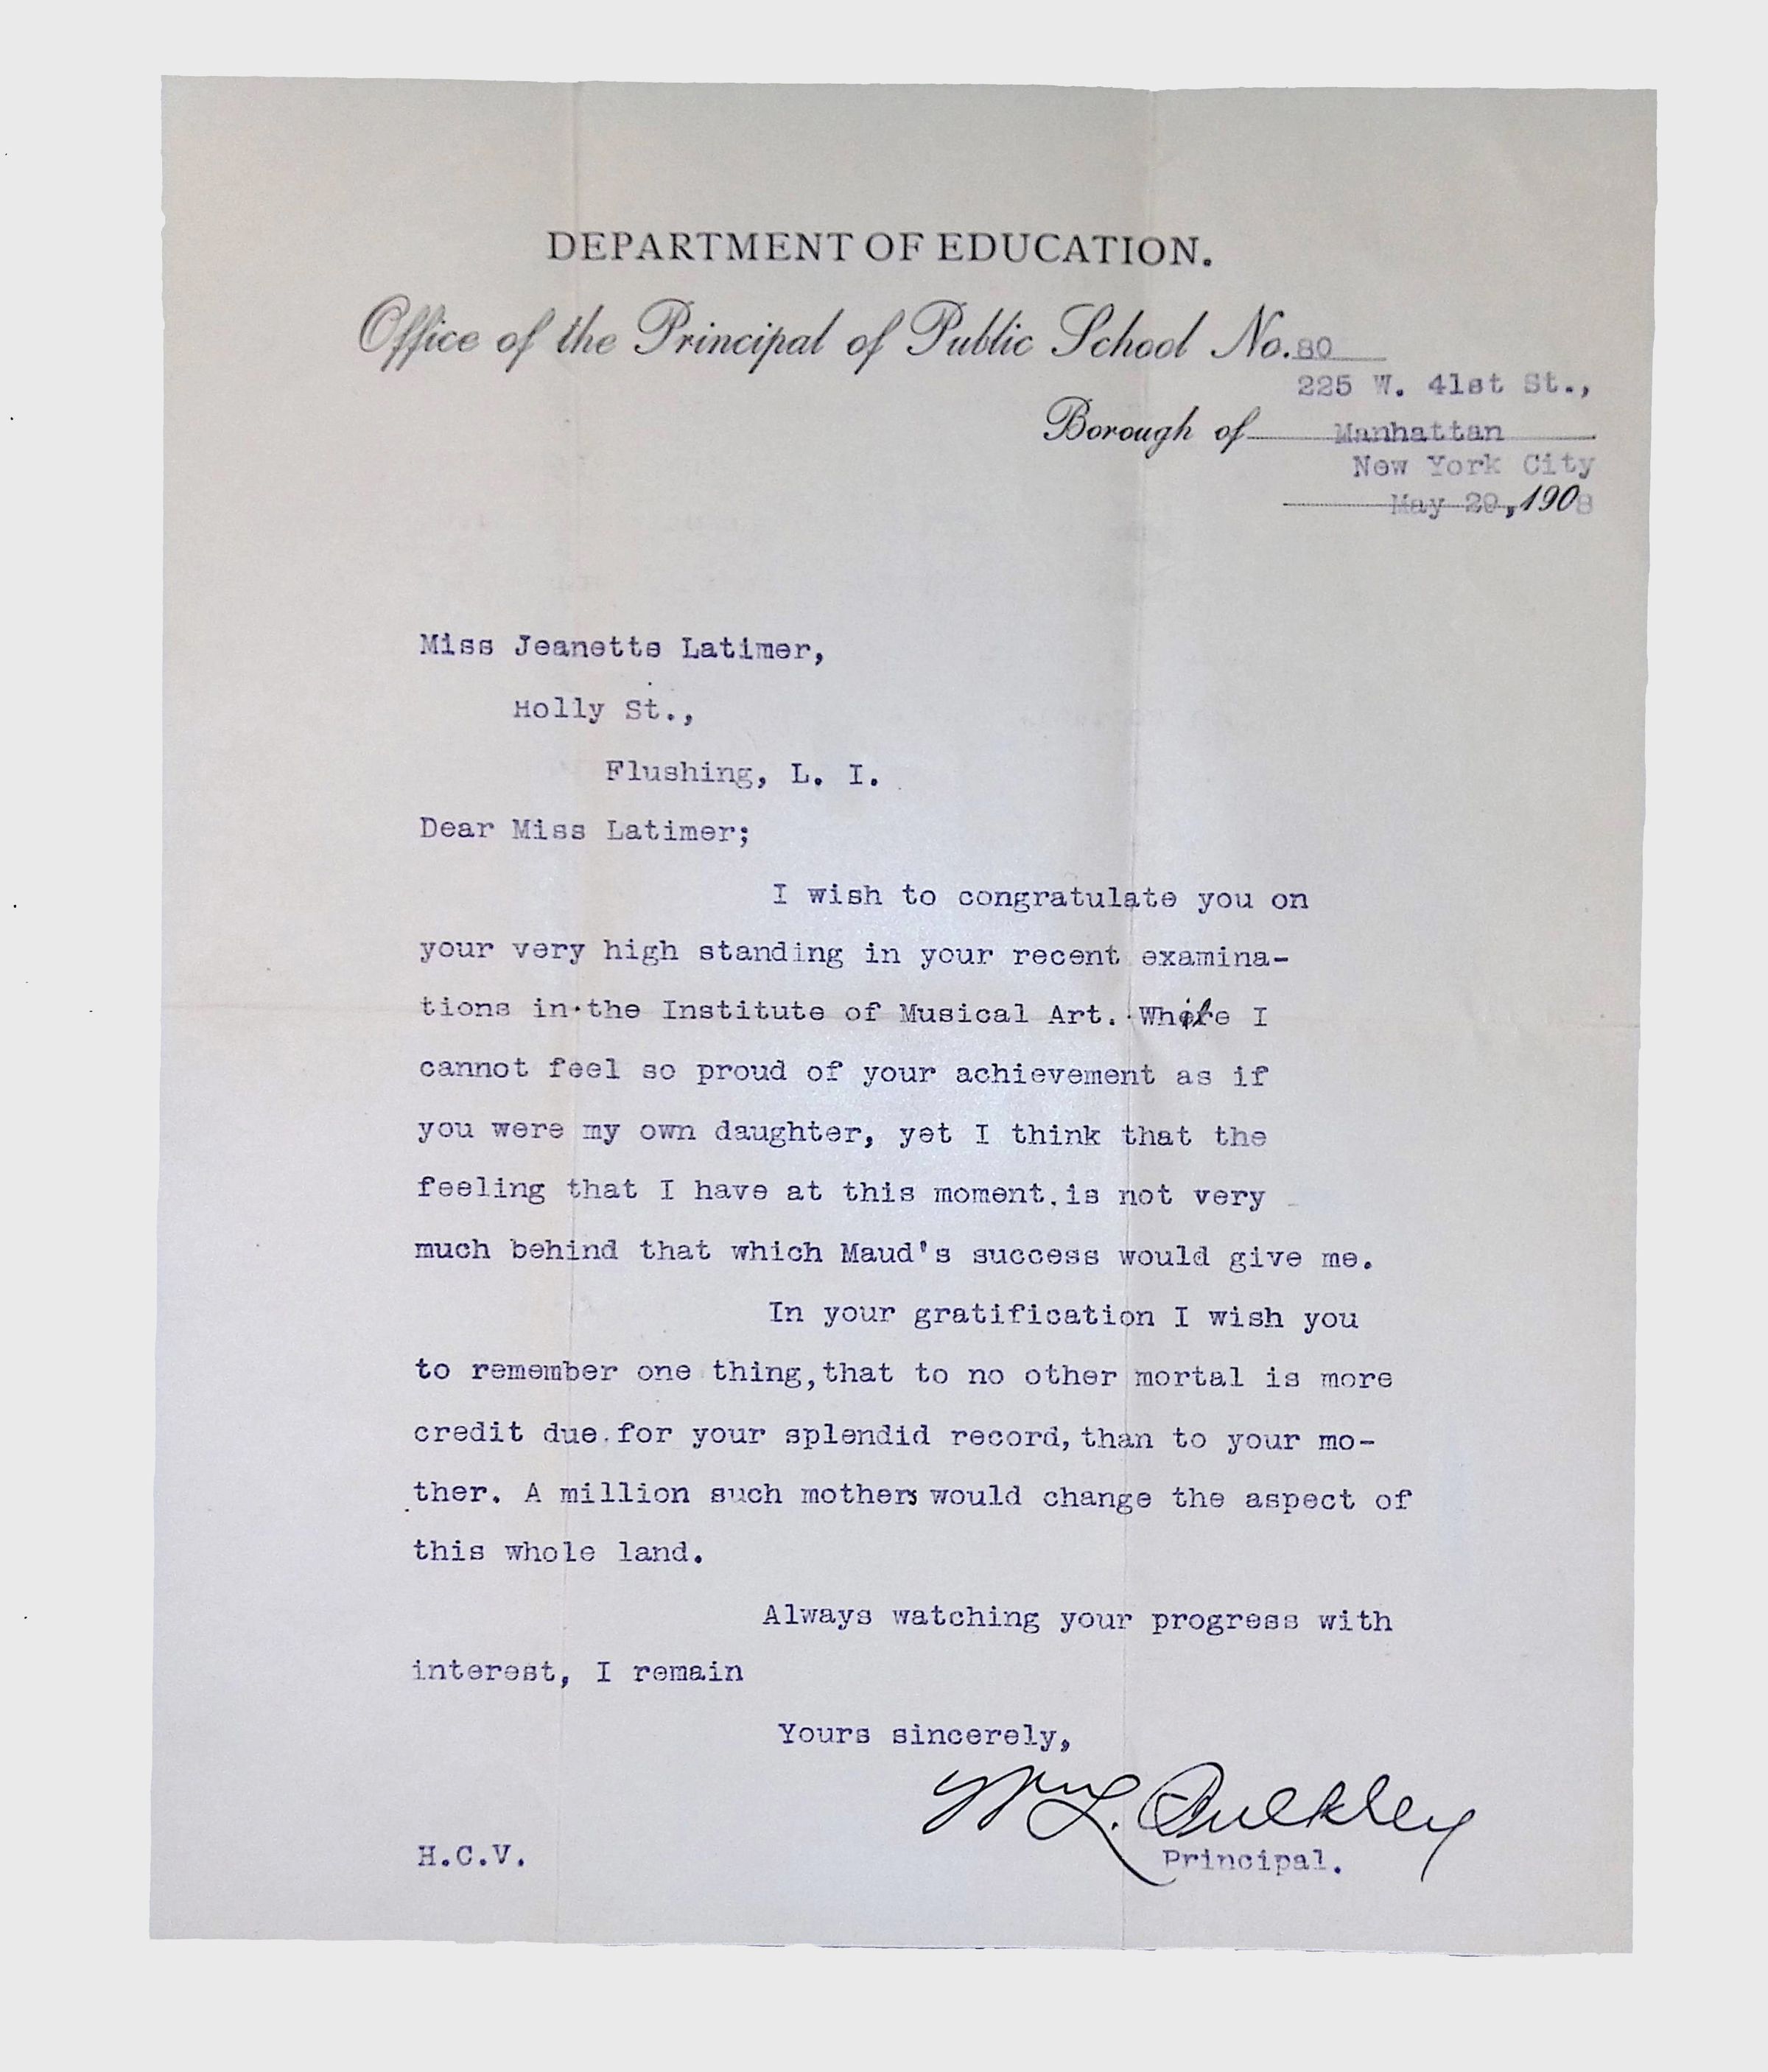 DEPARTMENT OF EDUCATION.
Office of the Principal of Public School No. 80
225 W. 41st St.,
Borough of Manhattan
New York City
May 29, 1908
Miss Jeanette Latimer,
Holly St.,
Flushing, L. I.
Dear Miss Latimer;
I wish to congratulate you on
your very high standing in your recent examina-
tions in the Institute of Musical Art. While I
cannot feel so proud of your achievement as if
you were my own daughter, yet I think that the
feeling that I have at this moment is not very
much behind that which Maud's success would give me.
In your gratification I wish you
to remember one thing, that to no other mortal is more
credit due for your splendid record, than to your mo-
ther. A million such mothers would change the aspect of
this whole land.
Always watching your progress with
interest, I remain
Yours sincerely,
Wm L. Bulkley
Principal.
H.C.V.